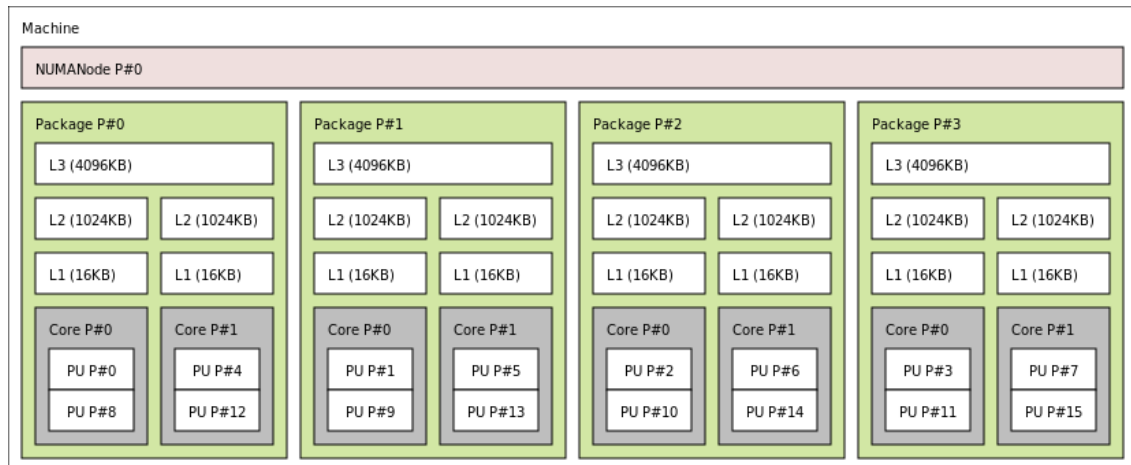 Machine
NUMANode P#0
Package P#0
L3 (4096KB)
L2 (1024KB) L2 (1024KB)
L1 (16KB) L1 (16KB)
Core P#0 Core P#1
PU P#0 PU P#4
PU P#8 PU P#12
Package P#1
L3 (4096KB)
L2 (1024KB) L2 (1024KB)
L1 (16KB) L1 (16KB)
Core P#0 Core P#1
PU P#1 PU P#5
PU P#9 PU P#13
Package P#2
L3 (4096KB)
L2 (1024KB) L2 (1024KB)
L1 (16KB) L1 (16KB)
Core P#0 Core P#1
PU P#2 PU P#6
PU P#10 PU P#14
Package P#3
L3 (4096KB)
L2 (1024KB) L2 (1024KB)
L1 (16KB) L1 (16KB)
Core P#0 Core P#1
PU P#3 PU P#7
PU P#11 PU P#15